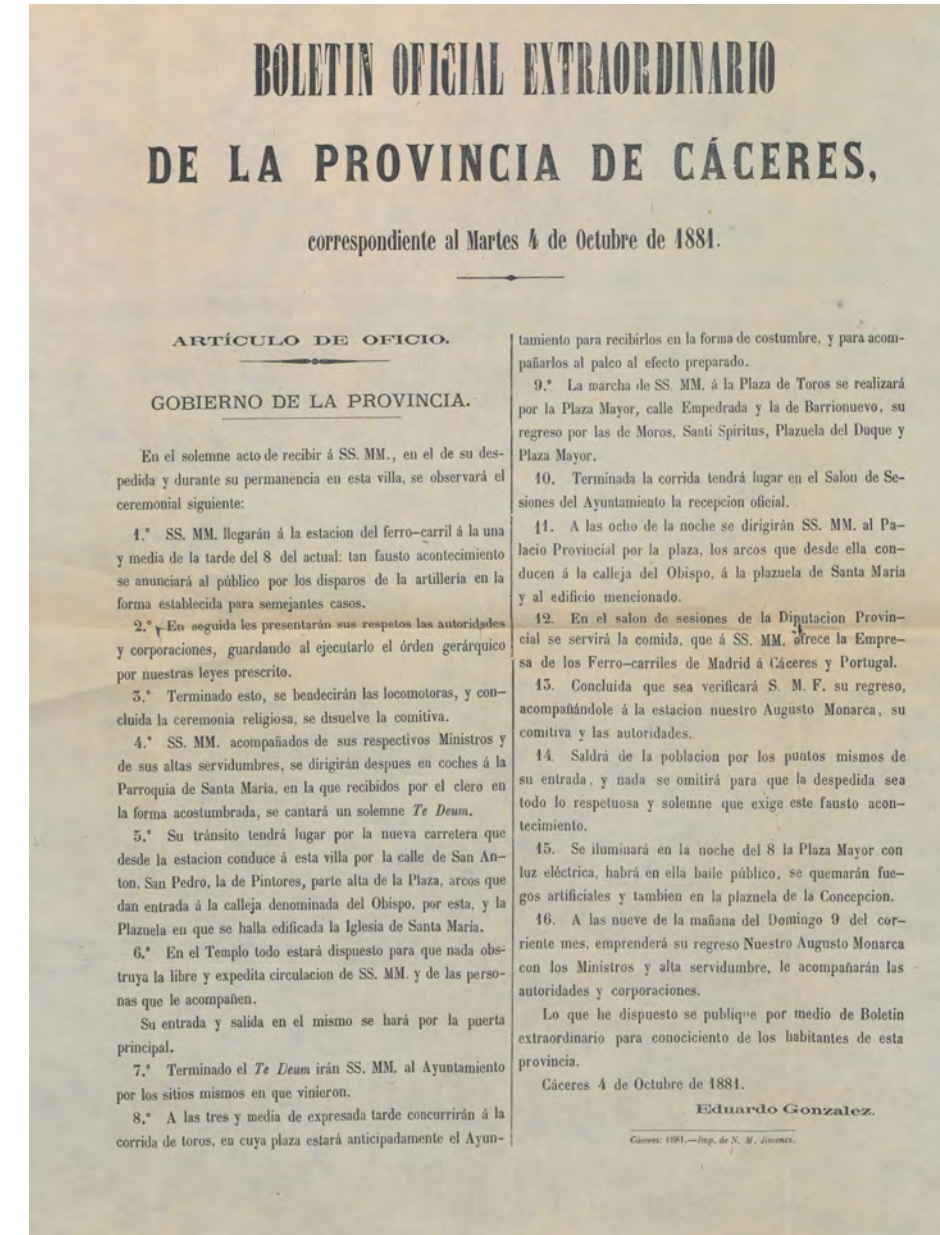 BOLETIN OFICIAL EXTRAORDINARIO
DE LA PROVINCIA DE CÁCERES,
correspondiente al Martes 4 de Octubre de 1881.
ARTÍCULO DE OFICIO.
GOBIERNO DE LA PROVINCIA.
En el solemne acto de recibir á SS. MM., en el de su des-
pedida y durante su permanencia en esta villa, se observará el
ceremonial siguiente:
1.° SS. MM. llegarán á la estacion del ferro-carril á la una
y media de la tarde del 8 del actual: tan fausto acontecimiento
se anunciará al público por los disparos de la artillería en la
forma establecida para semejantes casos.
2.° En seguida les presentarán sus respetos las autoridades
y corporaciones, guardando al ejecutarlo el órden gerárquico
por nuestras leyes prescrito.
3.° Terminado esto, se bendecirán las locomotoras, y con-
cluida la ceremonia religiosa, se disuelve la comitiva.
4.° SS. MM. acompañados de sus respectivos Ministros y
de sus altas servidumbres, se dirigirán despues en coches á la
Parroquia de Santa María, en la que recibidos por el clero en
la forma acostumbrada, se cantará un solemne Te Deum.
5.° Su tránsito tendrá lugar por la nueva carretera que
desde la estacion conduce á esta villa por la calle de San An-
ton, San Pedro, la de Pintores, parte alta de la Plaza, arcos que
dan entrada á la calleja denominada del Obispo, por esta, y la
Plazuela en que se halla edificada la Iglesia de Santa María.
6.° En el Templo todo estará dispuesto para que nada obs-
truya la libre y expedita circulacion de SS. MM. y de las perso-
nas que le acompañen.
Su entrada y salida en el mismo se hará por la puerta
principal.
7.° Terminado el Te Deum irán SS. MM. al Ayuntamiento
por los sitios mismos en que vinieron.
8.° A las tres y media de expresada tarde concurrirán á la
corrida de toros, en cuya plaza estará anticipadamente el Ayun-
tamiento para recibirlos en la forma de costumbre, y para acom-
pañarlos al palco al efecto preparado.
9.° La marcha de SS. MM. á la Plaza de Toros se realizará
por la Plaza Mayor, calle Empedrada y la de Barrionuevo, su
regreso por las de Moros, Santi Spiritus, Plazuela del Duque y
Plaza Mayor.
10. Terminada la corrida tendrá lugar en el Salon de Se-
siones del Ayuntamiento la recepcion oficial.
11. A las ocho de la noche se dirigirán SS. MM. al Pa-
lacio Provincial por la plaza, los arcos que desde ella con-
ducen á la calleja del Obispo, á la plazuela de Santa María
y al edificio mencionado.
12. En el salon de sesiones de la Diputacion Provin-
cial se servirá la comida, que á SS. MM. ofrece la Empre-
sa de los Ferro-carriles de Madrid á Cáceres y Portugal.
13. Concluida que sea verificará S. M. F. su regreso,
acompañándole á la estacion nuestro Augusto Monarca, su
comitiva y las autoridades.
14. Saldrá de la poblacion por los puntos mismos de
su entrada, y nada se omitirá para que la despedida sea
todo lo respetuosa y solemne que exige este fausto acon-
tecimiento.
15. Se iluminará en la noche del 8 la Plaza Mayor con
luz eléctrica, habrá en ella baile público, se quemarán fue-
gos artificiales y tambien en la plazuela de la Concepcion.
16. A las nueve de la mañana del Domingo 9 del cor-
riente mes, emprenderá su regreso Nuestro Augusto Monarca
con los Ministros y alta servidumbre, le acompañarán las
autoridades y corporaciones.
Lo que he dispuesto se publique por medio de Boletin
extraordinario para conociciento de los habitantes de esta
provincia.
Cáceres 4 de Octubre de 1881.
Eduardo Gonzalez.
Cáceres: 1881.—Imp. de N. M. Jimenez.